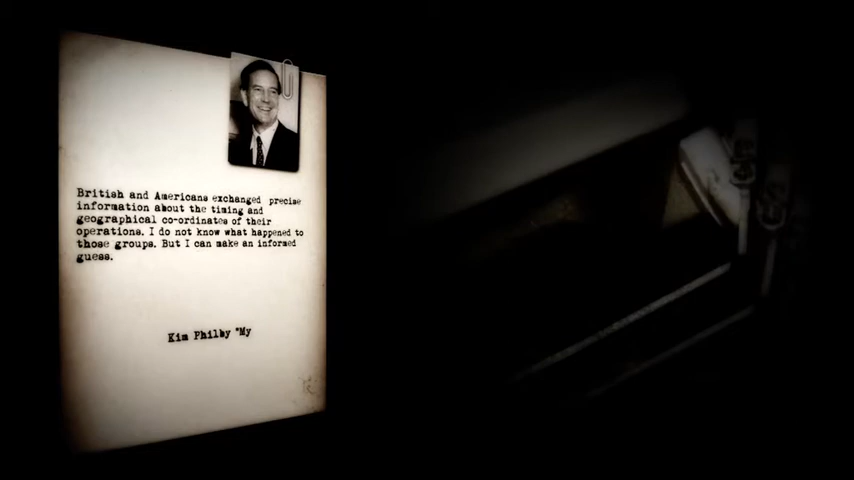 British and Americans exchanged precise
information about the timing and
geographical co-ordinates of their
operations. I do not know what happened to
those groups. But I can make an informed
guess.
Kim Philby "My